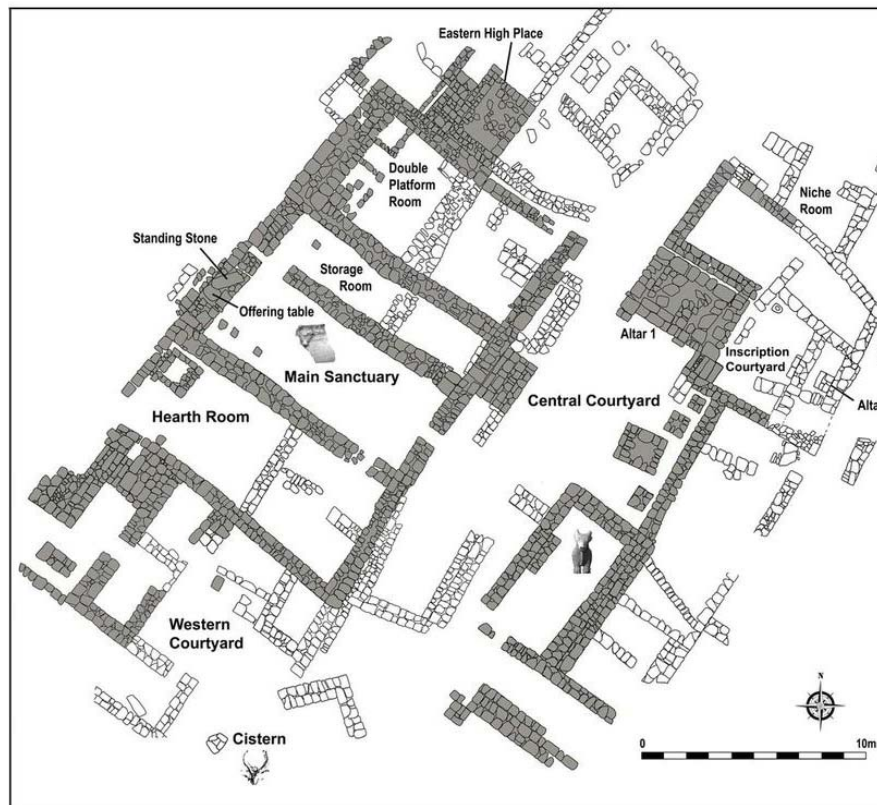 Eastern High Place
Double
Platform
Room
Niche
Room
Standing Stone
Storage
Room
Offering table
Altar 1
Inscription
Courtyard
Main Sanctuary
Central Courtyard
Alta
Hearth Room
Western
Courtyard
N
Cistern
0
10m